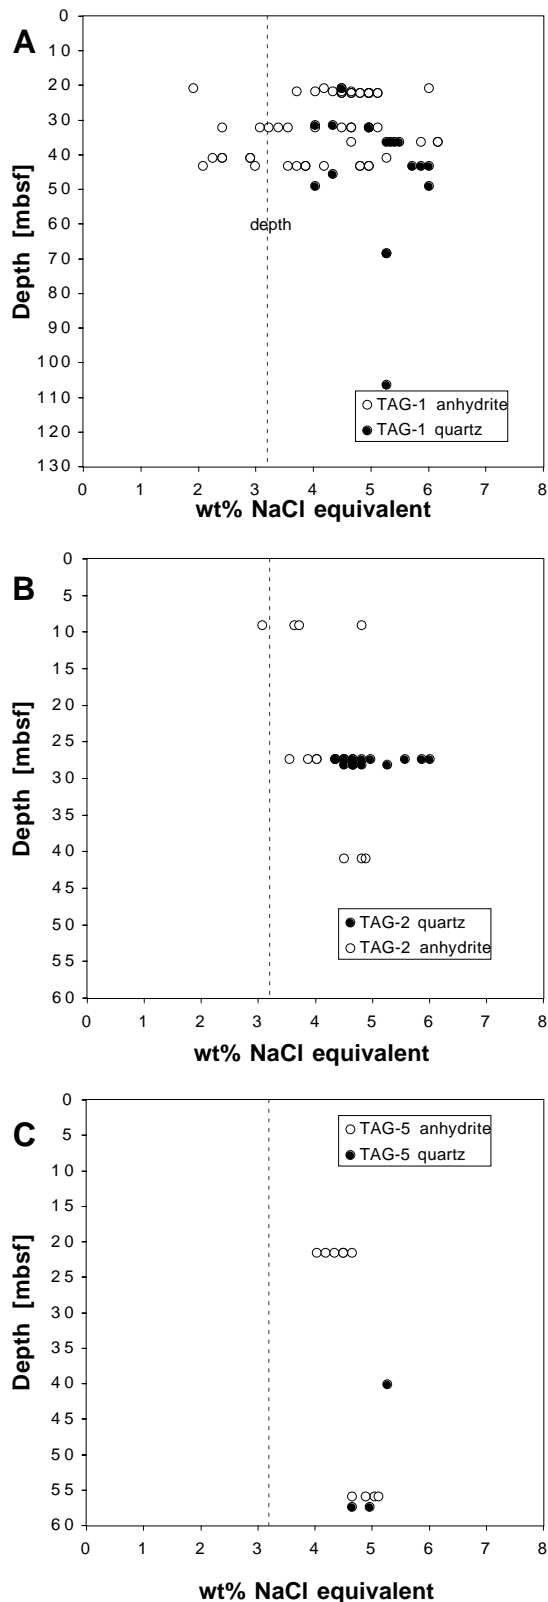 A
0
10
20
30
40
50
60
70
80
90
100
110
120
130
Depth [mbsf]
depth
TAG-1 anhydrite
TAG-1 quartz
0 1 2 3 4 5 6 7 8
wt% NaCl equivalent
B
0
5
10
15
20
25
30
35
40
45
50
55
60
Depth [mbsf]
TAG-2 quartz
TAG-2 anhydrite
0 1 2 3 4 5 6 7 8
wt% NaCl equivalent
C
0
5
10
15
20
25
30
35
40
45
50
55
60
Depth [mbsf]
TAG-5 anhydrite
TAG-5 quartz
0 1 2 3 4 5 6 7 8
wt% NaCl equivalent